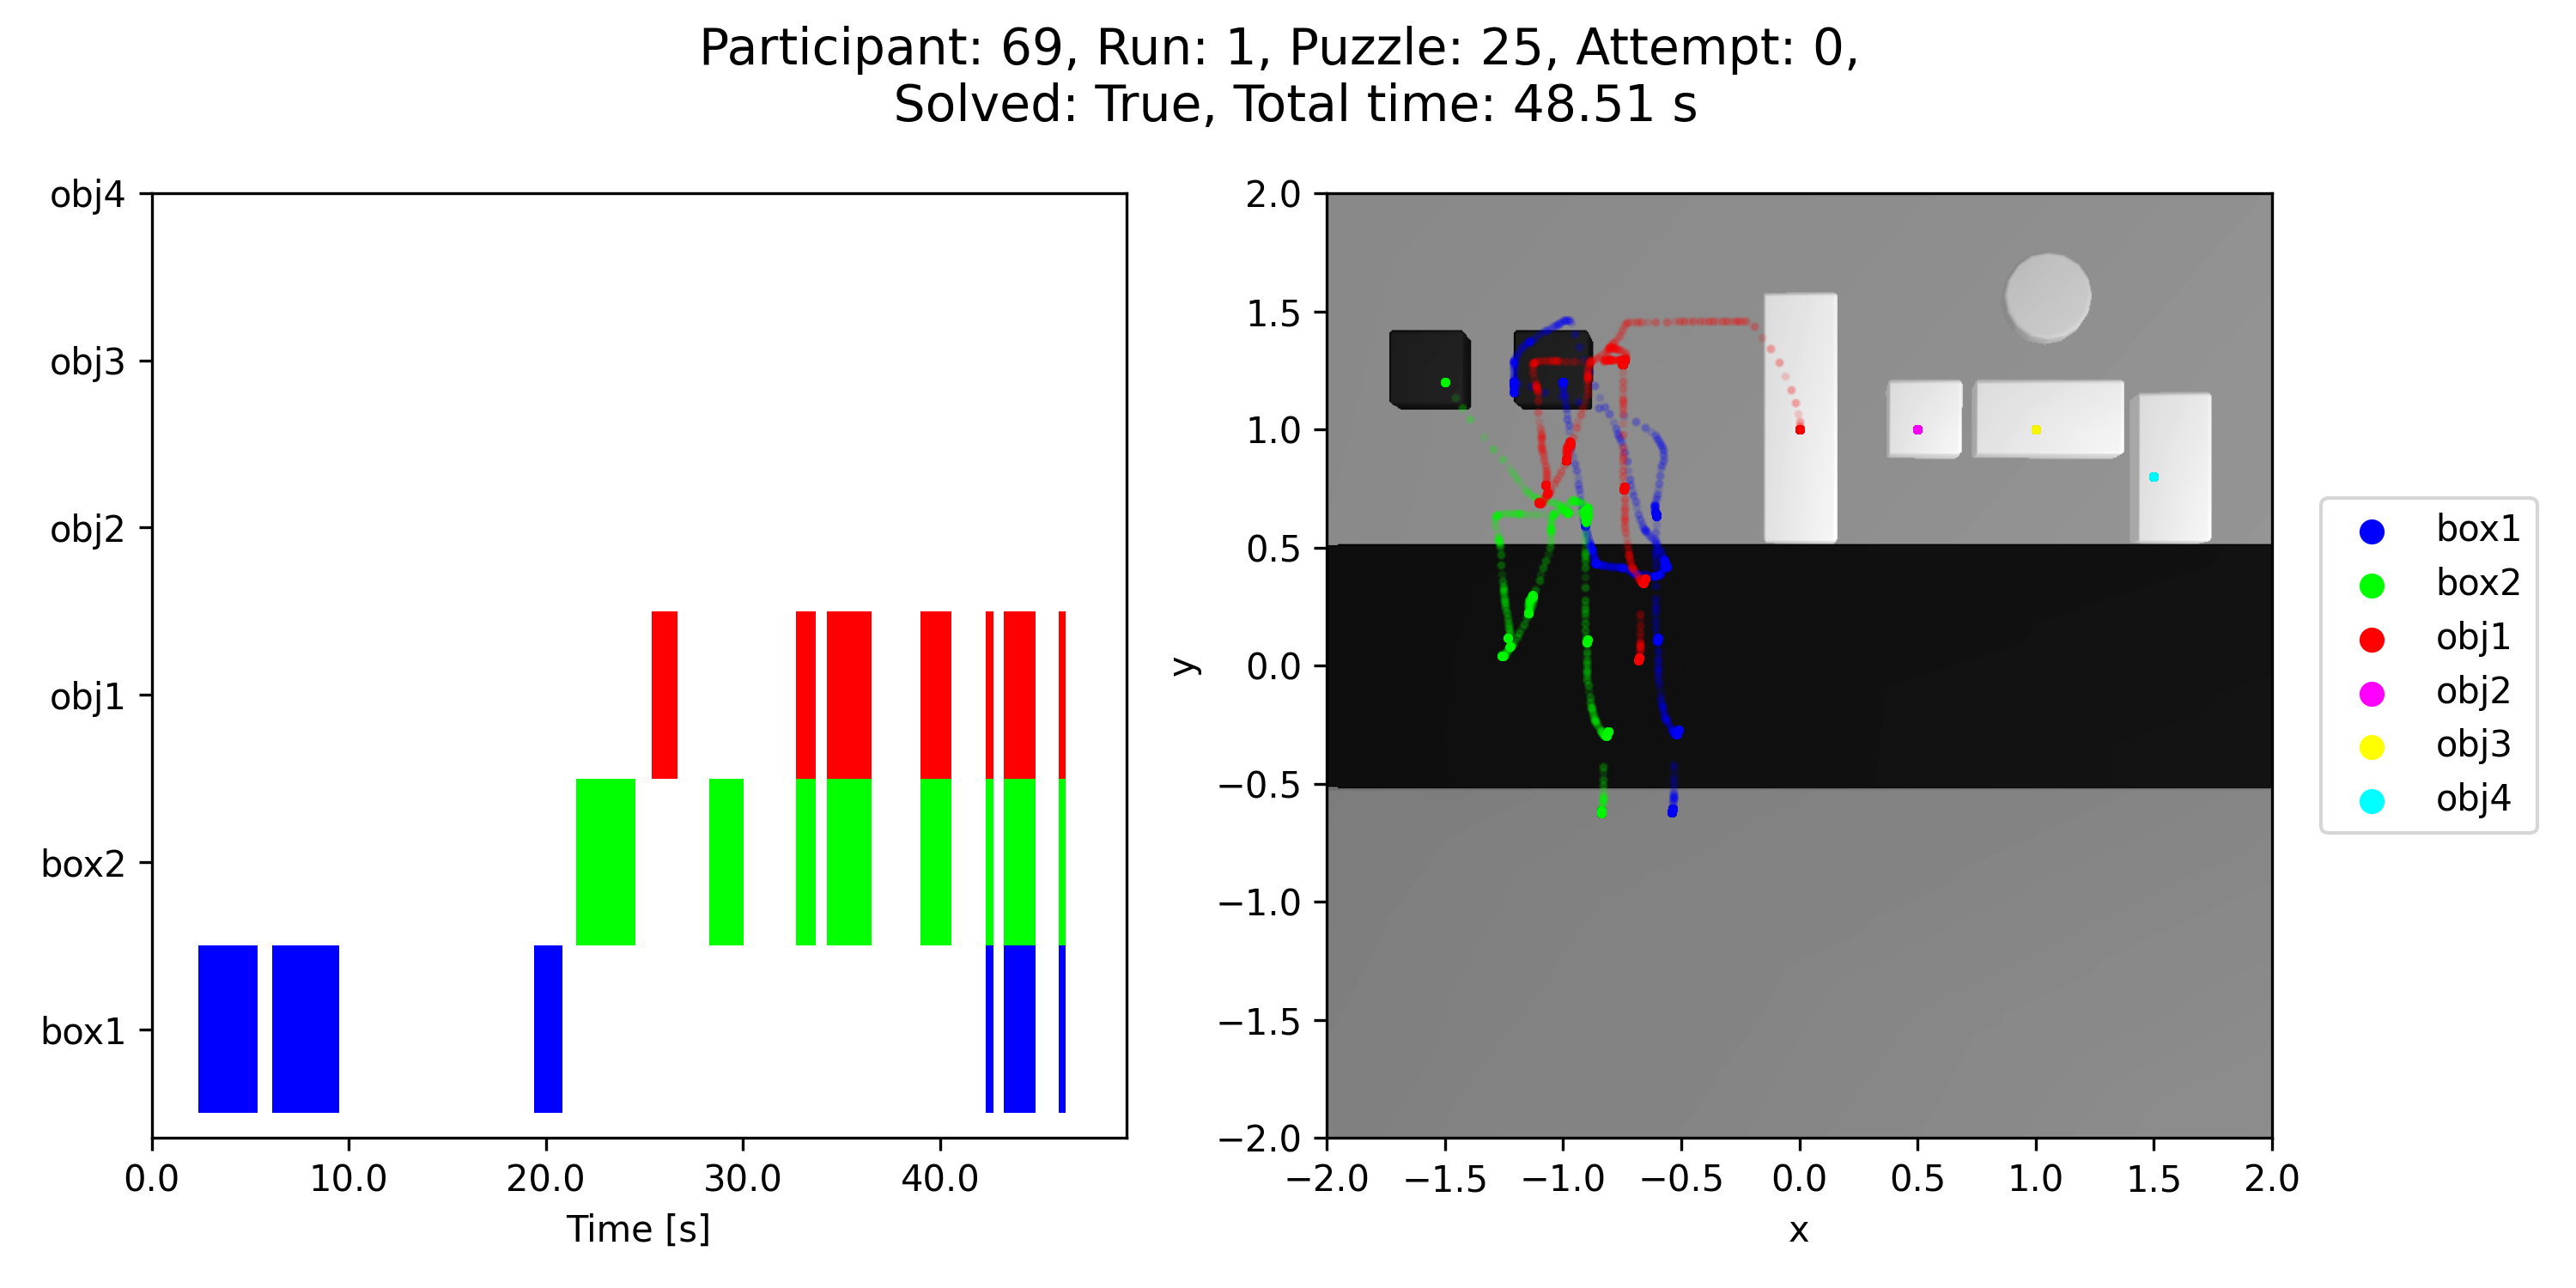 Participant: 69, Run: 1, Puzzle: 25, Attempt: 0,
Solved: True, Total time: 48.51 s
obj4
obj3
obj2
obj1
box2
box1
0.0 10.0 20.0 30.0 40.0
Time [s]
2.0
1.5
1.0
0.5
0.0
−0.5
−1.0
−1.5
−2.0
y
−2.0 −1.5 −1.0 −0.5 0.0 0.5 1.0 1.5 2.0
x
box1
box2
obj1
obj2
obj3
obj4